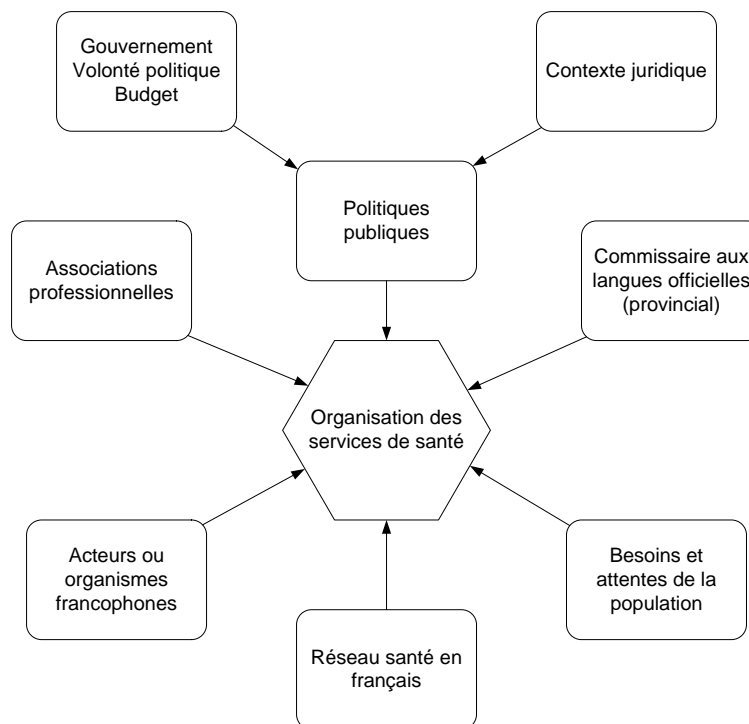 Gouvernement
Volonté politique
Budget
Contexte juridique
Politiques
publiques
Associations
professionnelles
Commissaire aux
langues officielles
(provincial)
Organisation des
services de santé
Acteurs ou
organismes
francophones
Besoins et
attentes de la
population
Réseau santé en
français